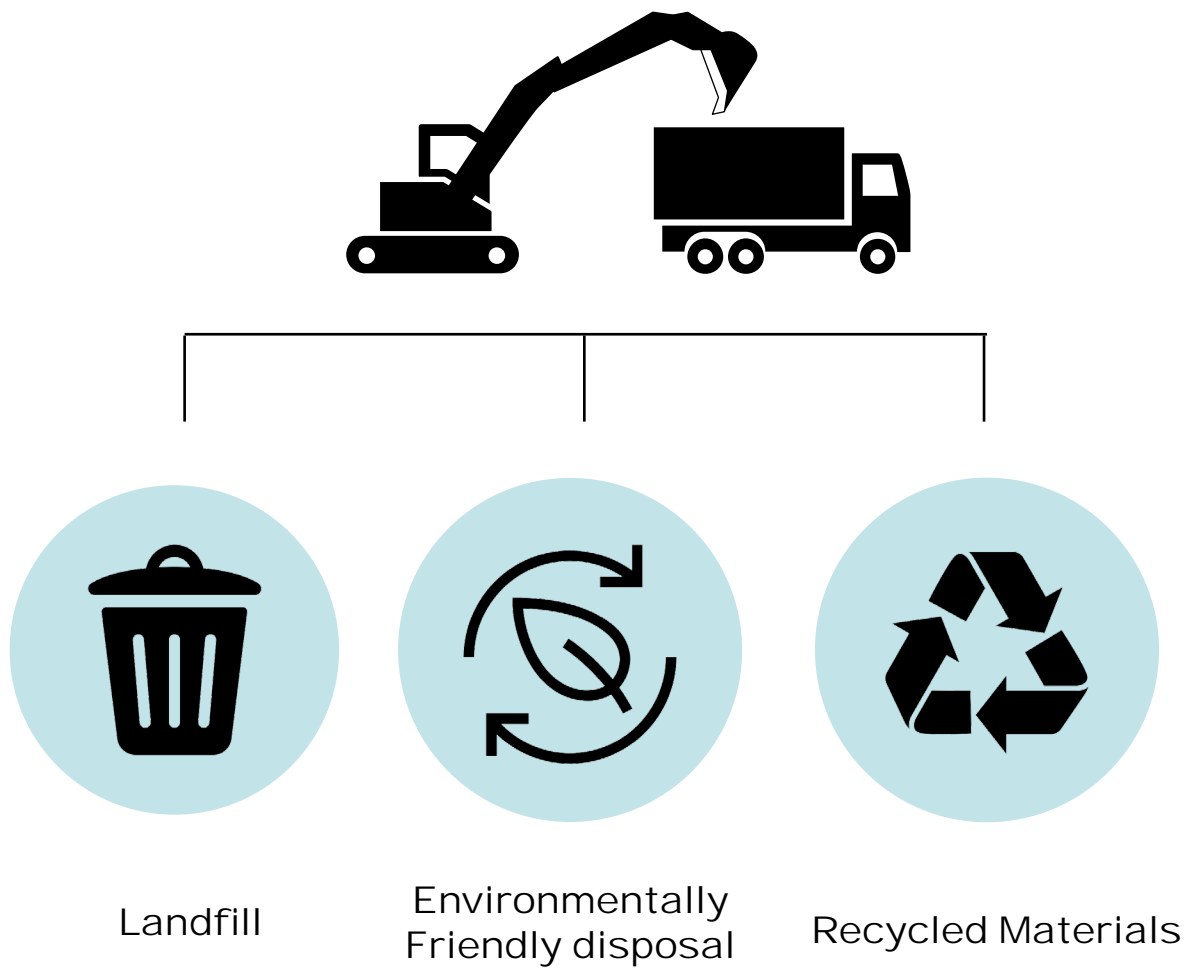 Landfill
Environmentally
Friendly disposal
Recycled Materials